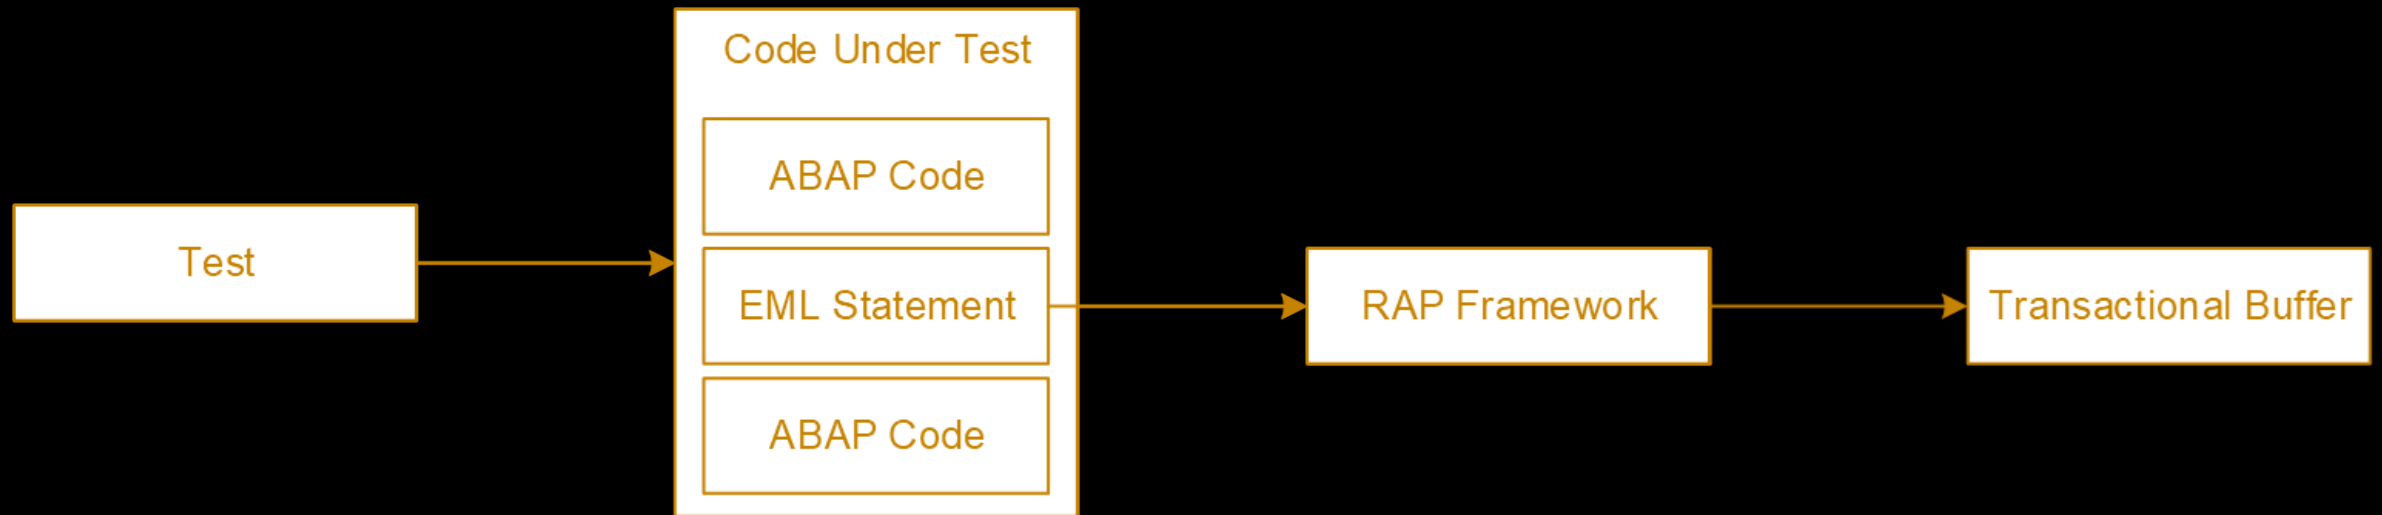 Code Under Test
ABAP Code
Test
EML Statement
RAP Framework
Transactional Buffer
ABAP Code